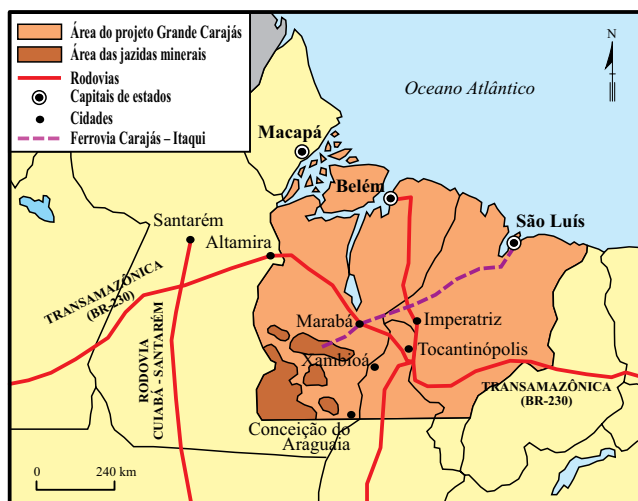 Área do projeto Grande Carajás
Área das jazidas minerais
Rodovias
Capitais de estados
Cidades
Ferrovia Carajás – Itaqui
Oceano Atlântico
N
Macapá
Belém
São Luís
Santarém
Altamira
TRANSAMAZÔNICA
(BR-230)
RODOVIA
CUIABÁ - SANTARÉM
Marabá
Imperatriz
Xambioá
Tocantinópolis
TRANSAMAZÔNICA
(BR-230)
Conceição do
Araguaia
0 240 km